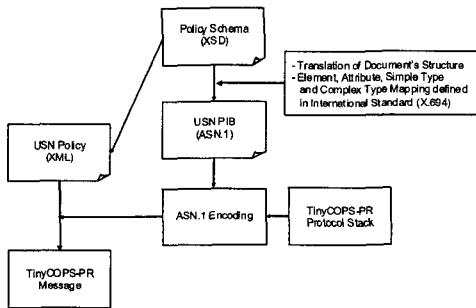 Policy Schema
(XSD)
- Translation of Document's Structure
- Element, Attribute, Simple Type
and Complex Type Mapping defined
in International Standard (X.694)
USN PIB
(ASN.1)
USN Policy
(XML)
ASN.1 Encoding
TinyCOPS-PR
Protocol Stack
TinyCOPS-PR
Message